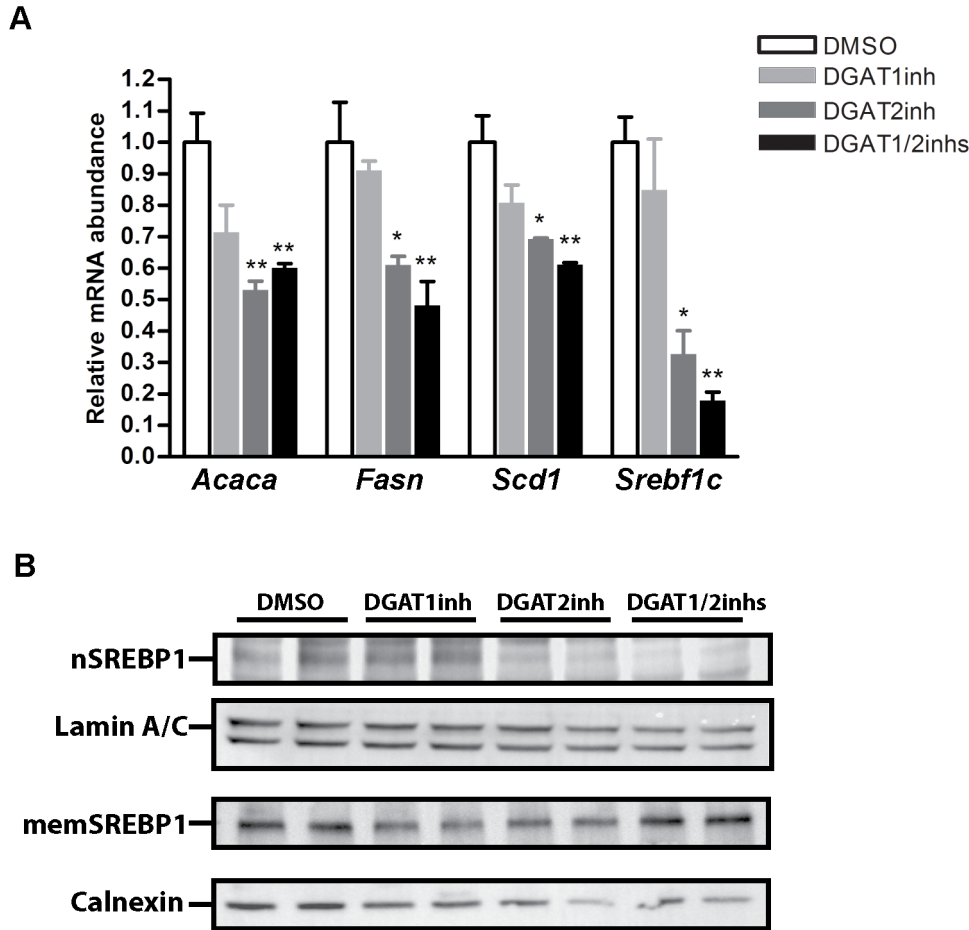 A
DMSO
DGAT1inh
DGAT2inh
DGAT1/2inhs
Relative mRNA abundance
1.2
1.1
1.0
0.9
0.8
0.7
0.6
0.5
0.4
0.3
0.2
0.1
0.0
** **
* **
* **
* **
Acaca Fasn Scd1 Srebf1c
B
DMSO DGAT1inh DGAT2inh DGAT1/2inhs
nSREBP1
Lamin A/C
memSREBP1
Calnexin